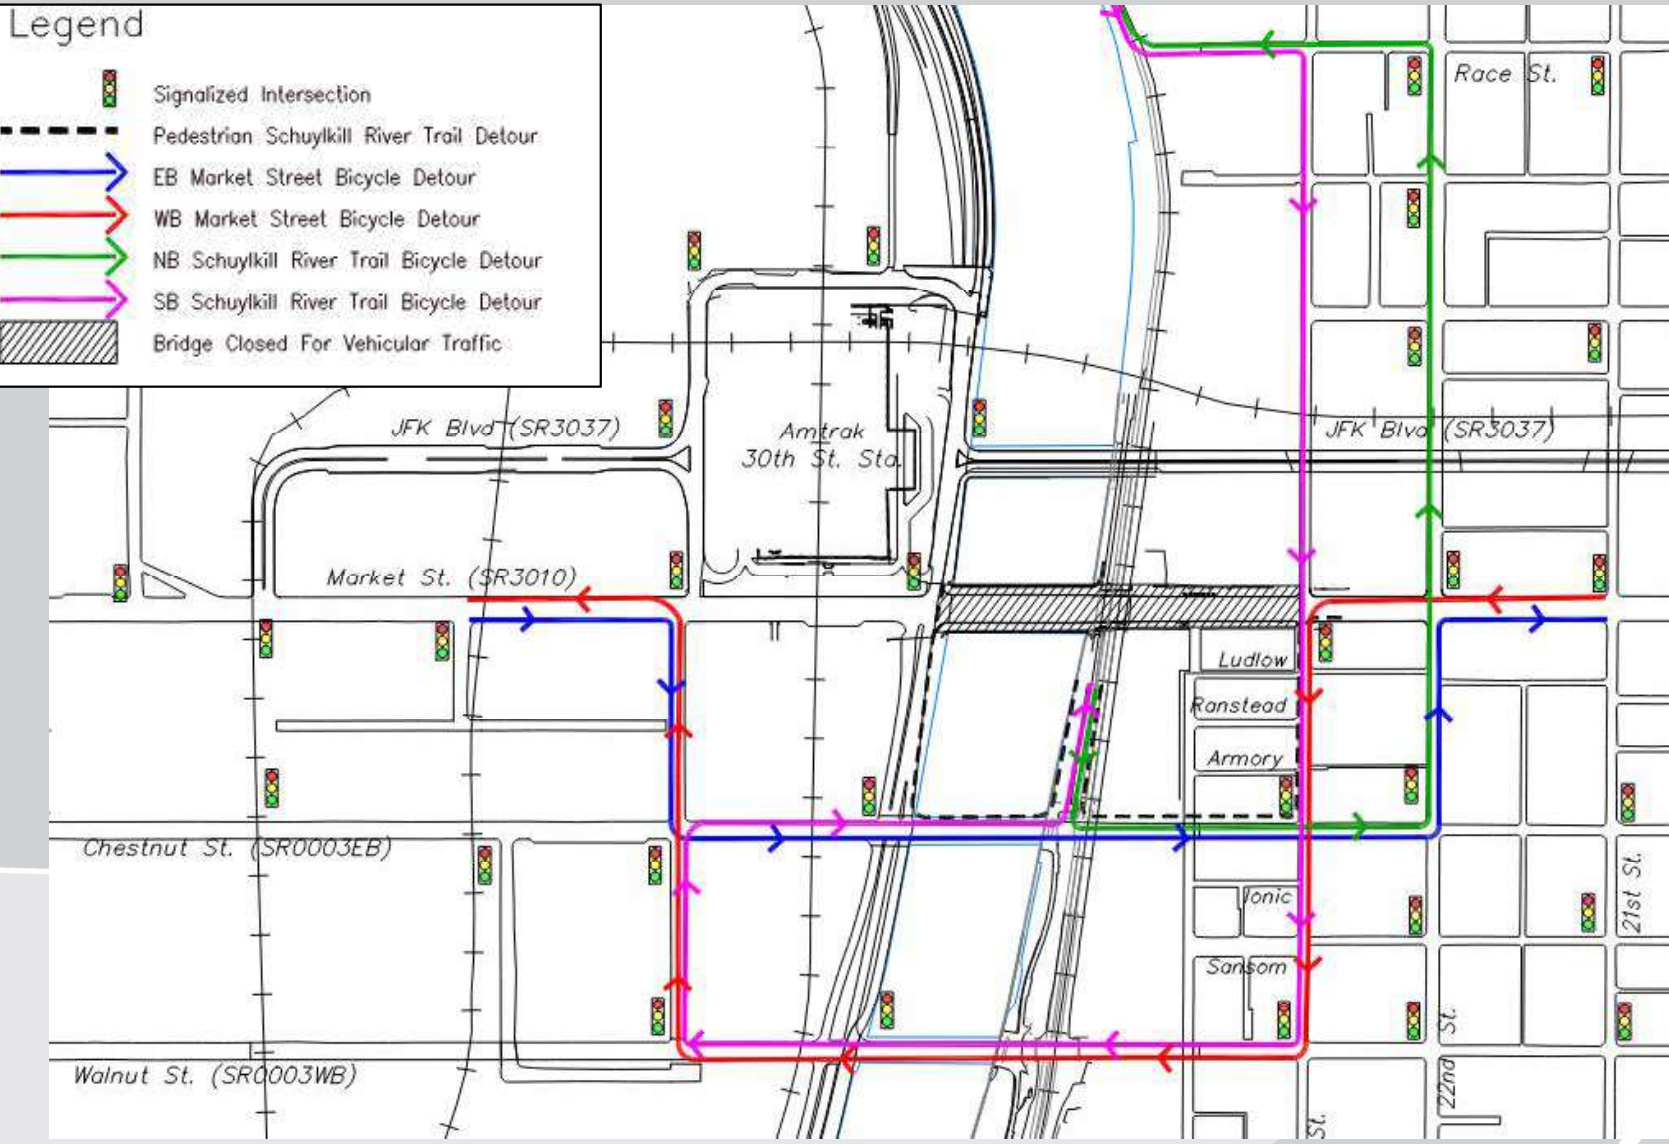 Legend
Signalized Intersection
Pedestrian Schuylkill River Trail Detour
EB Market Street Bicycle Detour
WB Market Street Bicycle Detour
NB Schuylkill River Trail Bicycle Detour
SB Schuylkill River Trail Bicycle Detour
Bridge Closed For Vehicular Traffic
Race St.
JFK Blvd (SR3037)
Amtrak
30th St. Sta.
JFK Blvd (SR3037)
Market St. (SR3010)
Ludlow
Ranstead
Armory
Chestnut St. (SR0003EB)
Ionic
21st St.
Sansom
Walnut St. (SR0003WB)
22nd St.
St.